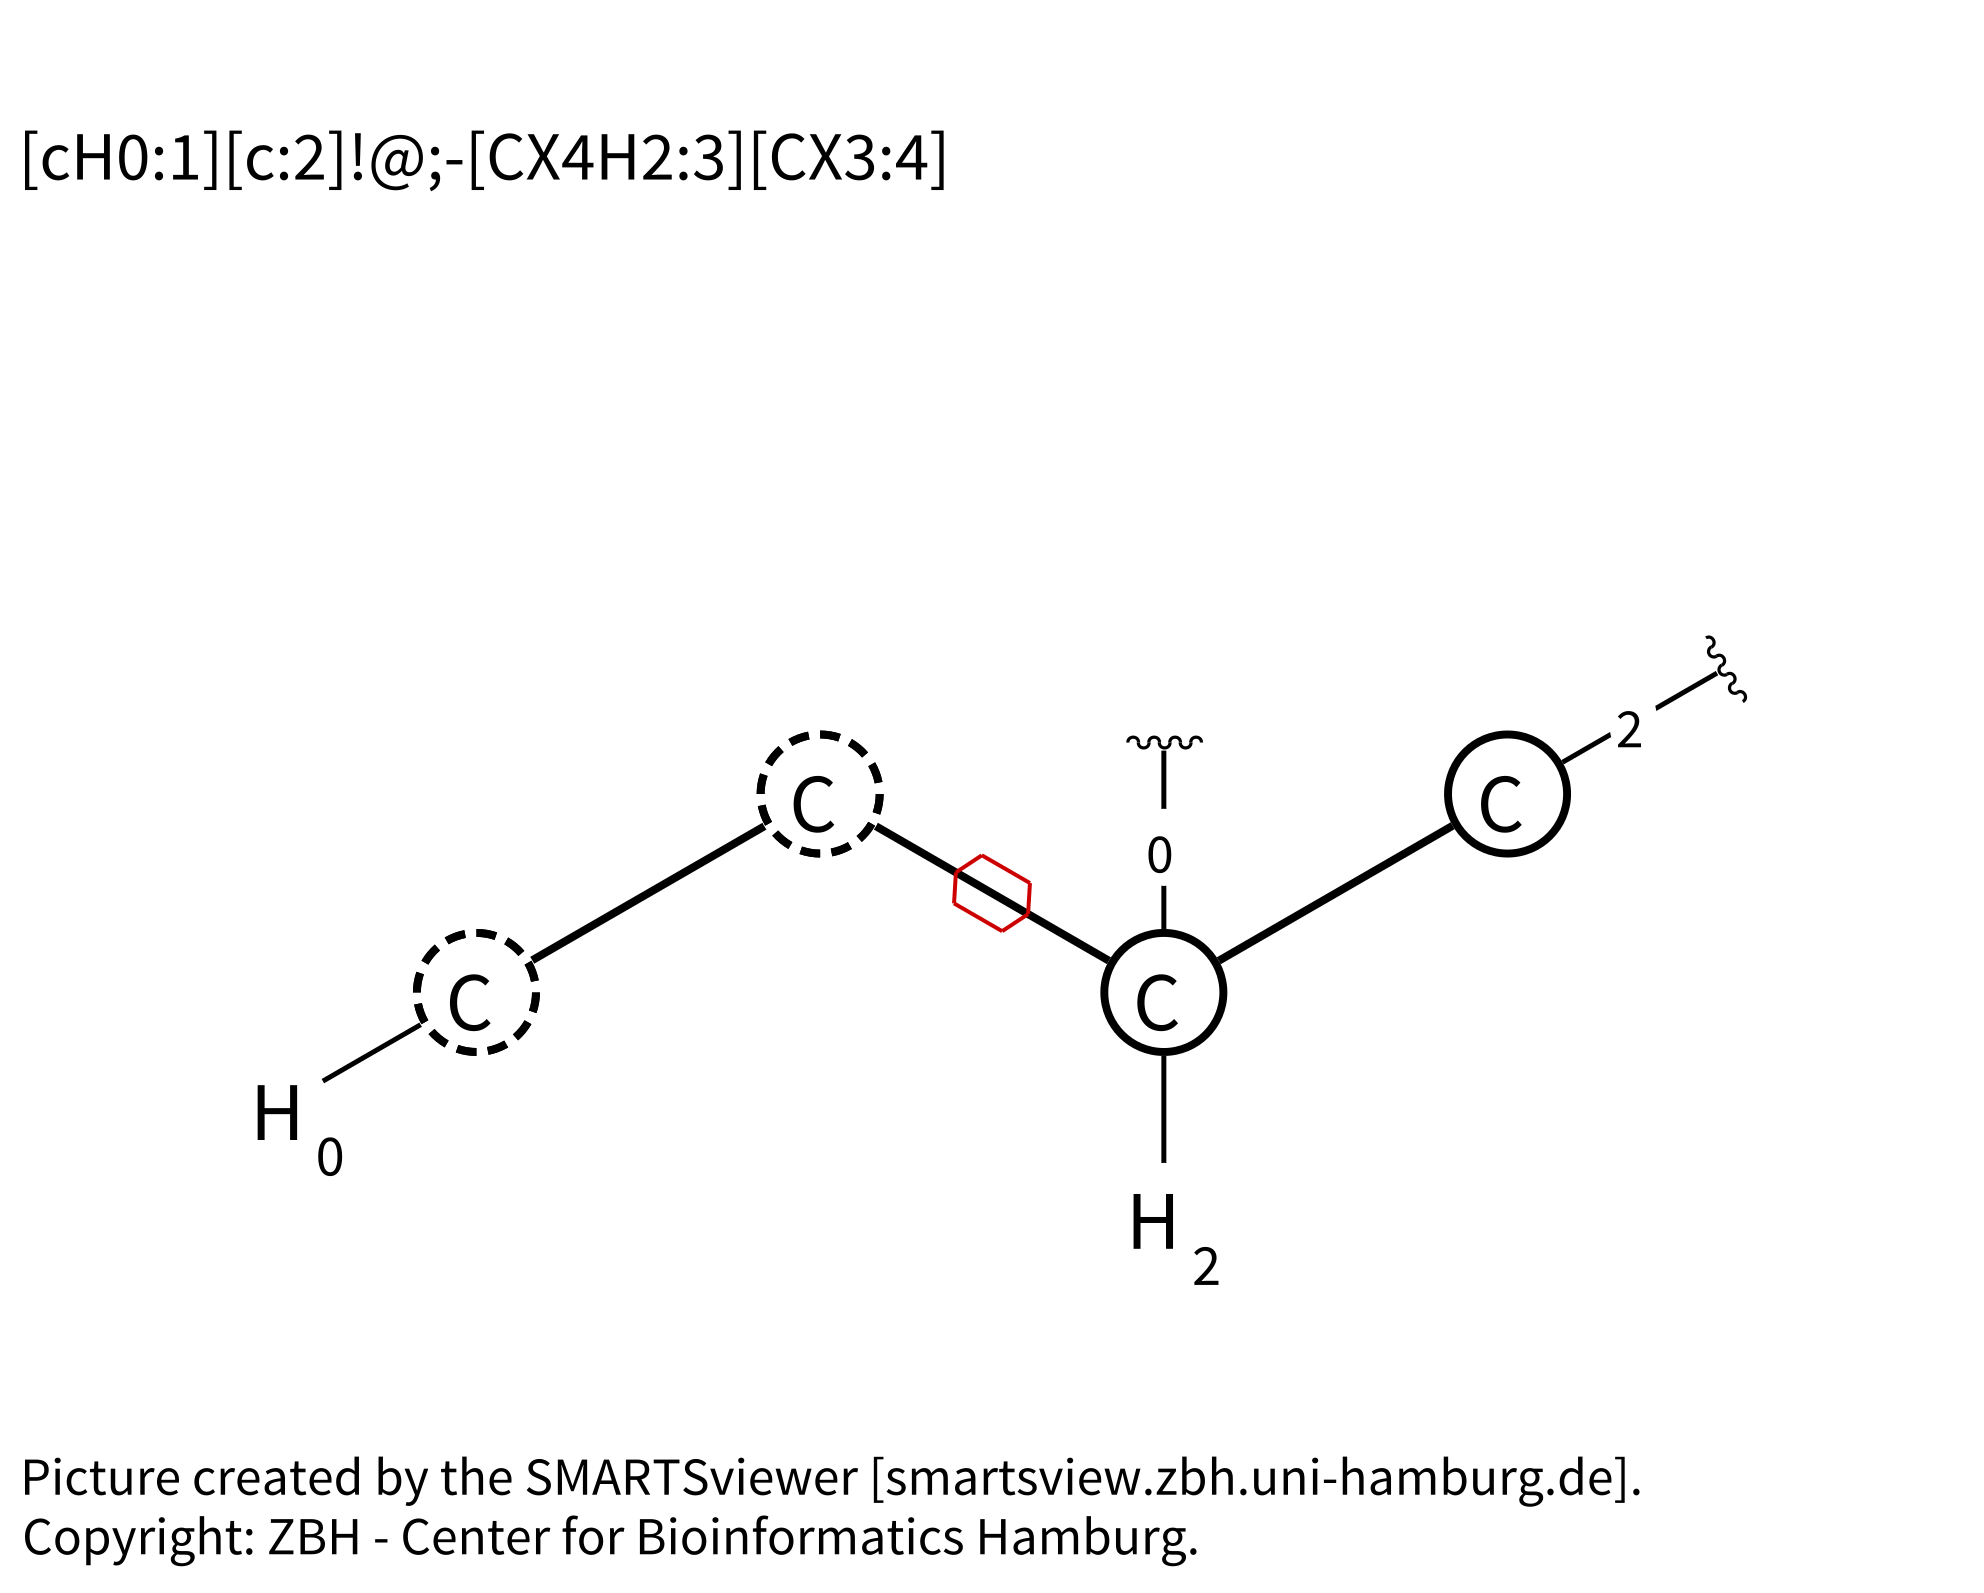 [cH0:1][c:2]!@;-[CX4H2:3][CX3:4]
2
C
C
0
C
C
H
0
H
2
Picture created by the SMARTSviewer [smartsview.zbh.uni-hamburg.de].
Copyright: ZBH - Center for Bioinformatics Hamburg.